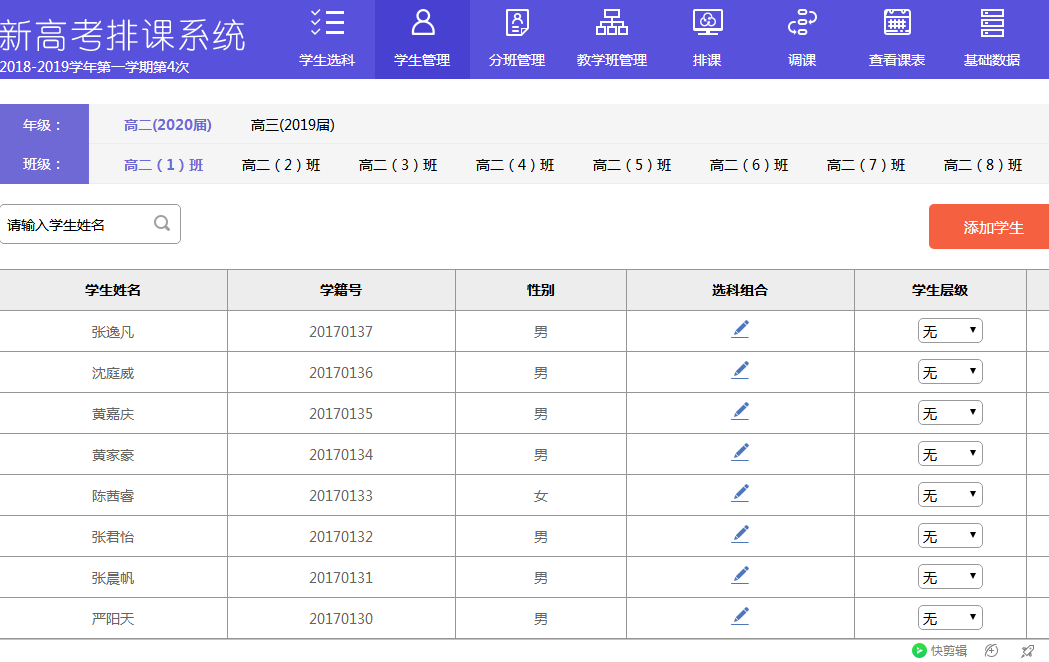 新高考排课系统
2018-2019学年第一学期第4次
学生选科 学生管理 分班管理 教学班管理 排课 调课 查看课表 基础数据
年级： 高二(2020届) 高三(2019届)
班级： 高二（1）班 高二（2）班 高二（3）班 高二（4）班 高二（5）班 高二（6）班 高二（7）班 高二（8）班
请输入学生姓名 添加学生
学生姓名 学籍号 性别 选科组合 学生层级
张逸凡 20170137 男 无
沈庭威 20170136 男 无
黄嘉庆 20170135 男 无
黄家豪 20170134 男 无
陈茜睿 20170133 女 无
张君怡 20170132 男 无
张晨帆 20170131 男 无
严阳天 20170130 男 无
快剪辑